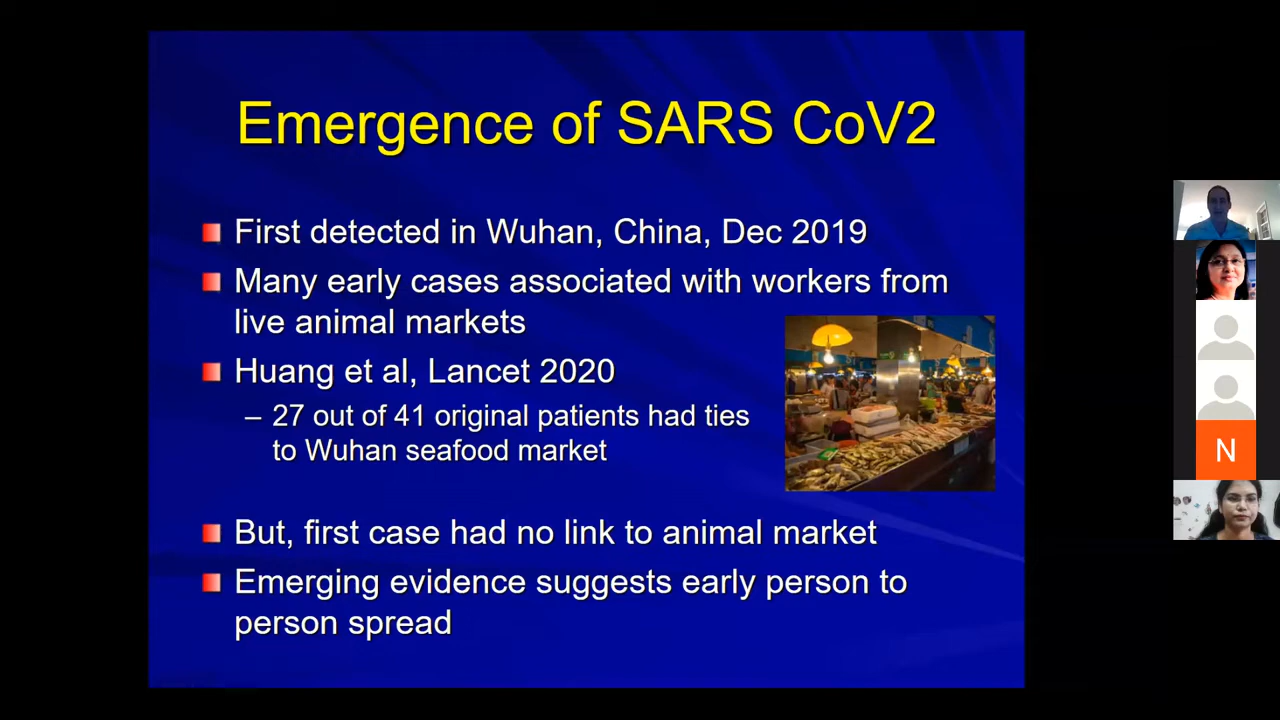 Emergence of SARS CoV2
First detected in Wuhan, China, Dec 2019
Many early cases associated with workers from
live animal markets
Huang et al, Lancet 2020
– 27 out of 41 original patients had ties
to Wuhan seafood market
But, first case had no link to animal market
Emerging evidence suggests early person to
person spread
N